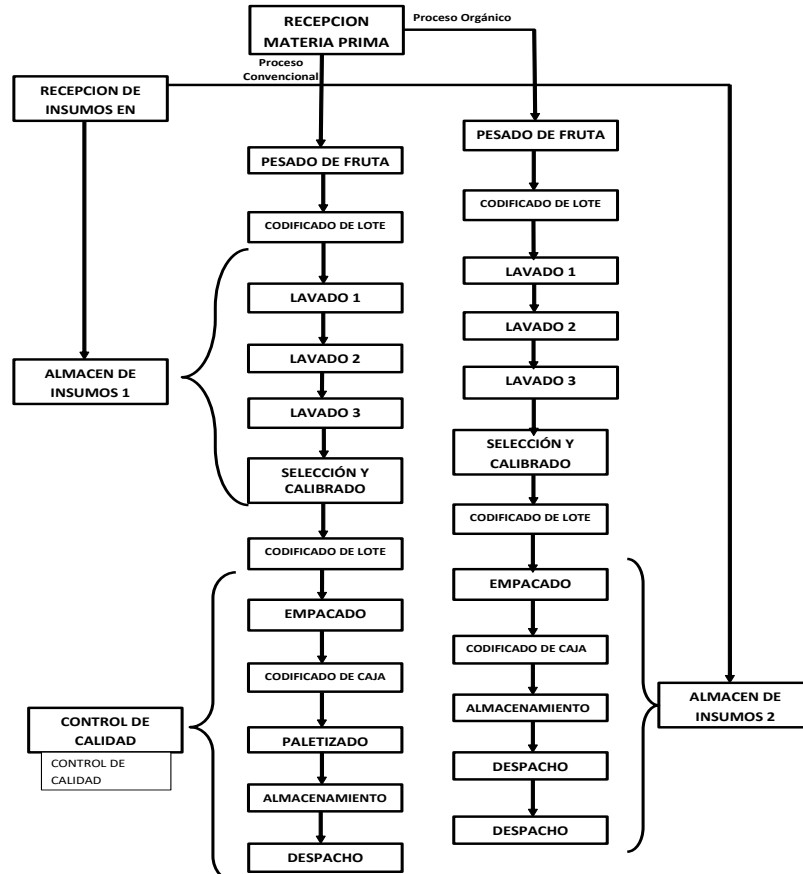 RECEPCION
MATERIA PRIMA
Proceso Orgánico
Proceso
Convencional
RECEPCION DE
INSUMOS EN
PESADO DE FRUTA
CODIFICADO DE LOTE
LAVADO 1
LAVADO 2
LAVADO 3
SELECCIÓN Y
CALIBRADO
CODIFICADO DE LOTE
EMPACADO
CODIFICADO DE CAJA
PALETIZADO
ALMACENAMIENTO
DESPACHO
ALMACEN DE
INSUMOS 1
CONTROL DE
CALIDAD
CONTROL DE
CALIDAD
PESADO DE FRUTA
CODIFICADO DE LOTE
LAVADO 1
LAVADO 2
LAVADO 3
SELECCIÓN Y
CALIBRADO
CODIFICADO DE LOTE
EMPACADO
CODIFICADO DE CAJA
ALMACENAMIENTO
DESPACHO
DESPACHO
ALMACEN DE
INSUMOS 2